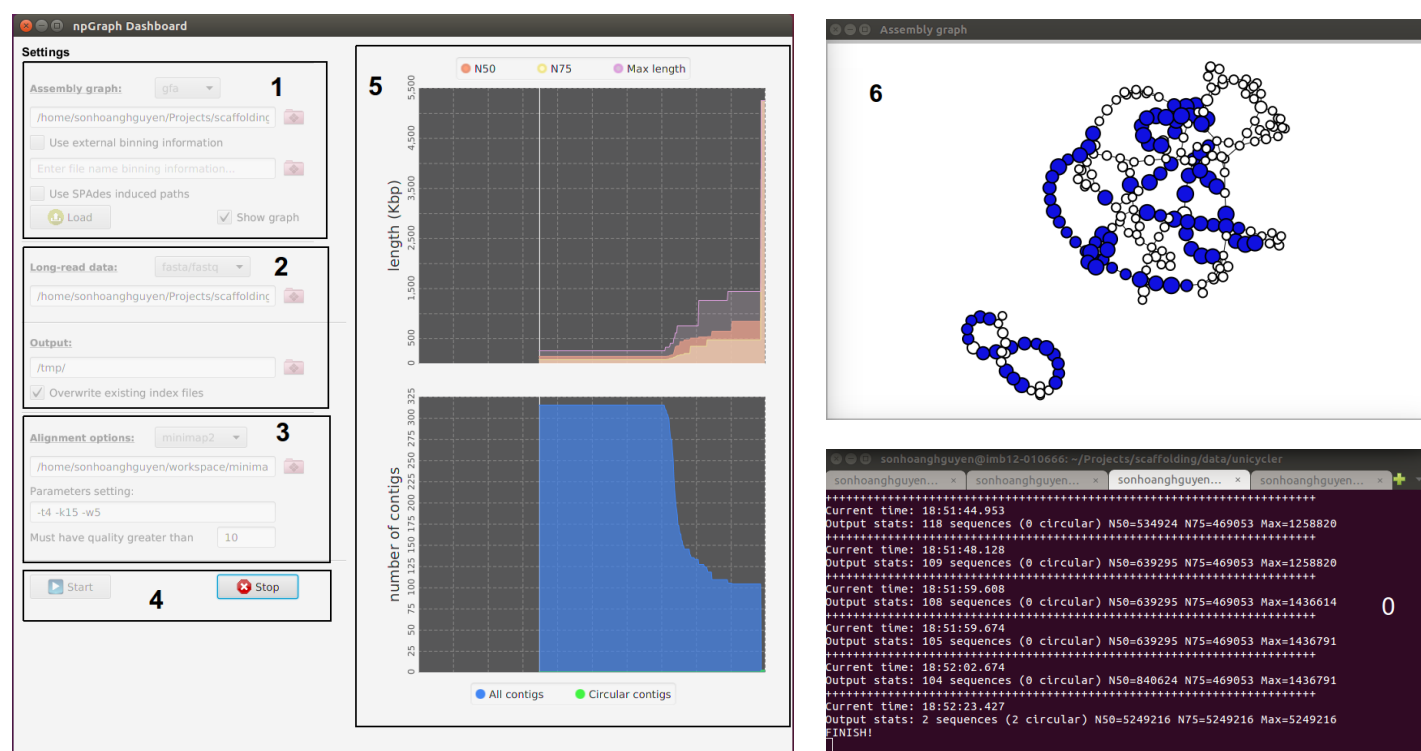 npGraph Dashboard
Settings
1
Assembly graph: gfa
/home/sonhoanghguyen/Projects/scaffolding
Use external binning information
Enter file name binning information...
Use SPAdes induced paths
Load Show graph
2
Long-read data: fasta/fastq
/home/sonhoanghguyen/Projects/scaffolding
Output:
/tmp/
Overwrite existing index files
3
Alignment options: minimap2
/home/sonhoanghguyen/workspace/minima
Parameters setting:
-t4 -k15 -w5
Must have quality greater than 10
Start 4 Stop
5
N50 N75 Max length
length (Kbp)
5,500
4,500
3,500
2,500
1,500
500
0
number of contigs
325
300
275
250
225
200
175
150
125
100
75
50
25
0
All contigs Circular contigs
Assembly graph
6
sonhoanghguyen@imb12-010666: ~/Projects/scaffolding/data/unicycler
sonhoanghguyen... × sonhoanghguyen... × sonhoanghguyen... × sonhoanghguyen... ×
+++++++++++++++++++++++++++++++++++++++++++++++++++++++++++++++++++++++
Current time: 18:51:44.953
Output stats: 118 sequences (0 circular) N50=534924 N75=469053 Max=1258820
+++++++++++++++++++++++++++++++++++++++++++++++++++++++++++++++++++++++
Current time: 18:51:48.128
Output stats: 109 sequences (0 circular) N50=639295 N75=469053 Max=1258820
+++++++++++++++++++++++++++++++++++++++++++++++++++++++++++++++++++++++
Current time: 18:51:59.608
Output stats: 108 sequences (0 circular) N50=639295 N75=469053 Max=1436614
0
+++++++++++++++++++++++++++++++++++++++++++++++++++++++++++++++++++++++
Current time: 18:51:59.674
Output stats: 105 sequences (0 circular) N50=639295 N75=469053 Max=1436791
+++++++++++++++++++++++++++++++++++++++++++++++++++++++++++++++++++++++
Current time: 18:52:02.674
Output stats: 104 sequences (0 circular) N50=840624 N75=469053 Max=1436791
+++++++++++++++++++++++++++++++++++++++++++++++++++++++++++++++++++++++
Current time: 18:52:23.427
Output stats: 2 sequences (2 circular) N50=5249216 N75=5249216 Max=5249216
FINISH!